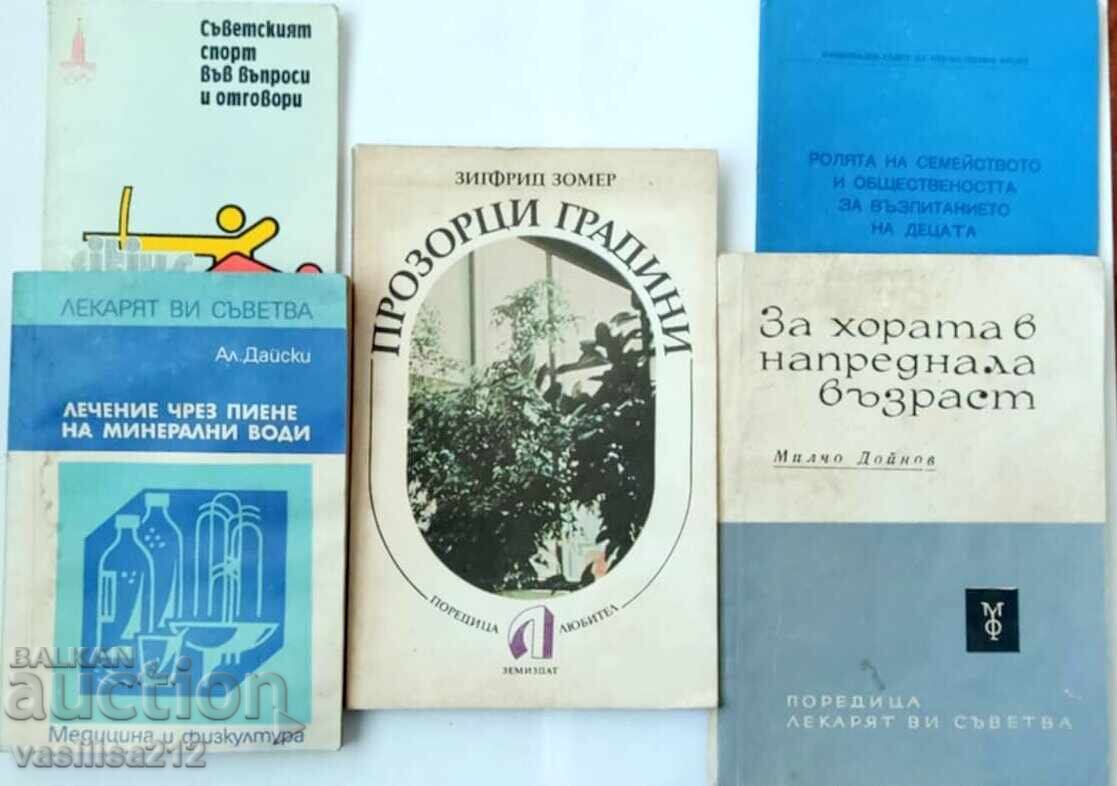 Съветският
спорт
във въпроси
и отговори
РОЛЯТА НА СЕМЕЙСТВОТО
И ОБЩЕСТВЕНОСТТА
ЗА ВЪЗПИТАНИЕТО
НА ДЕЦАТА
ЛЕКАРЯТ ВИ СЪВЕТВА
Ал. Дайски
ЛЕЧЕНИЕ ЧРЕЗ ПИЕНЕ
НА МИНЕРАЛНИ ВОДИ
Медицина и физкултура
ЗИГФРИД ЗОМЕР
ПРОЗОРЦИ ГРАДИНИ
ПОРЕДИЦА ЛЮБИТЕЛ
ЗЕМИЗДАТ
За хората в
напреднала
възраст
Милчо Дойнов
МФ
ПОРЕДИЦА
ЛЕКАРЯТ ВИ СЪВЕТВА
BALKAN
auction
vasilisa212